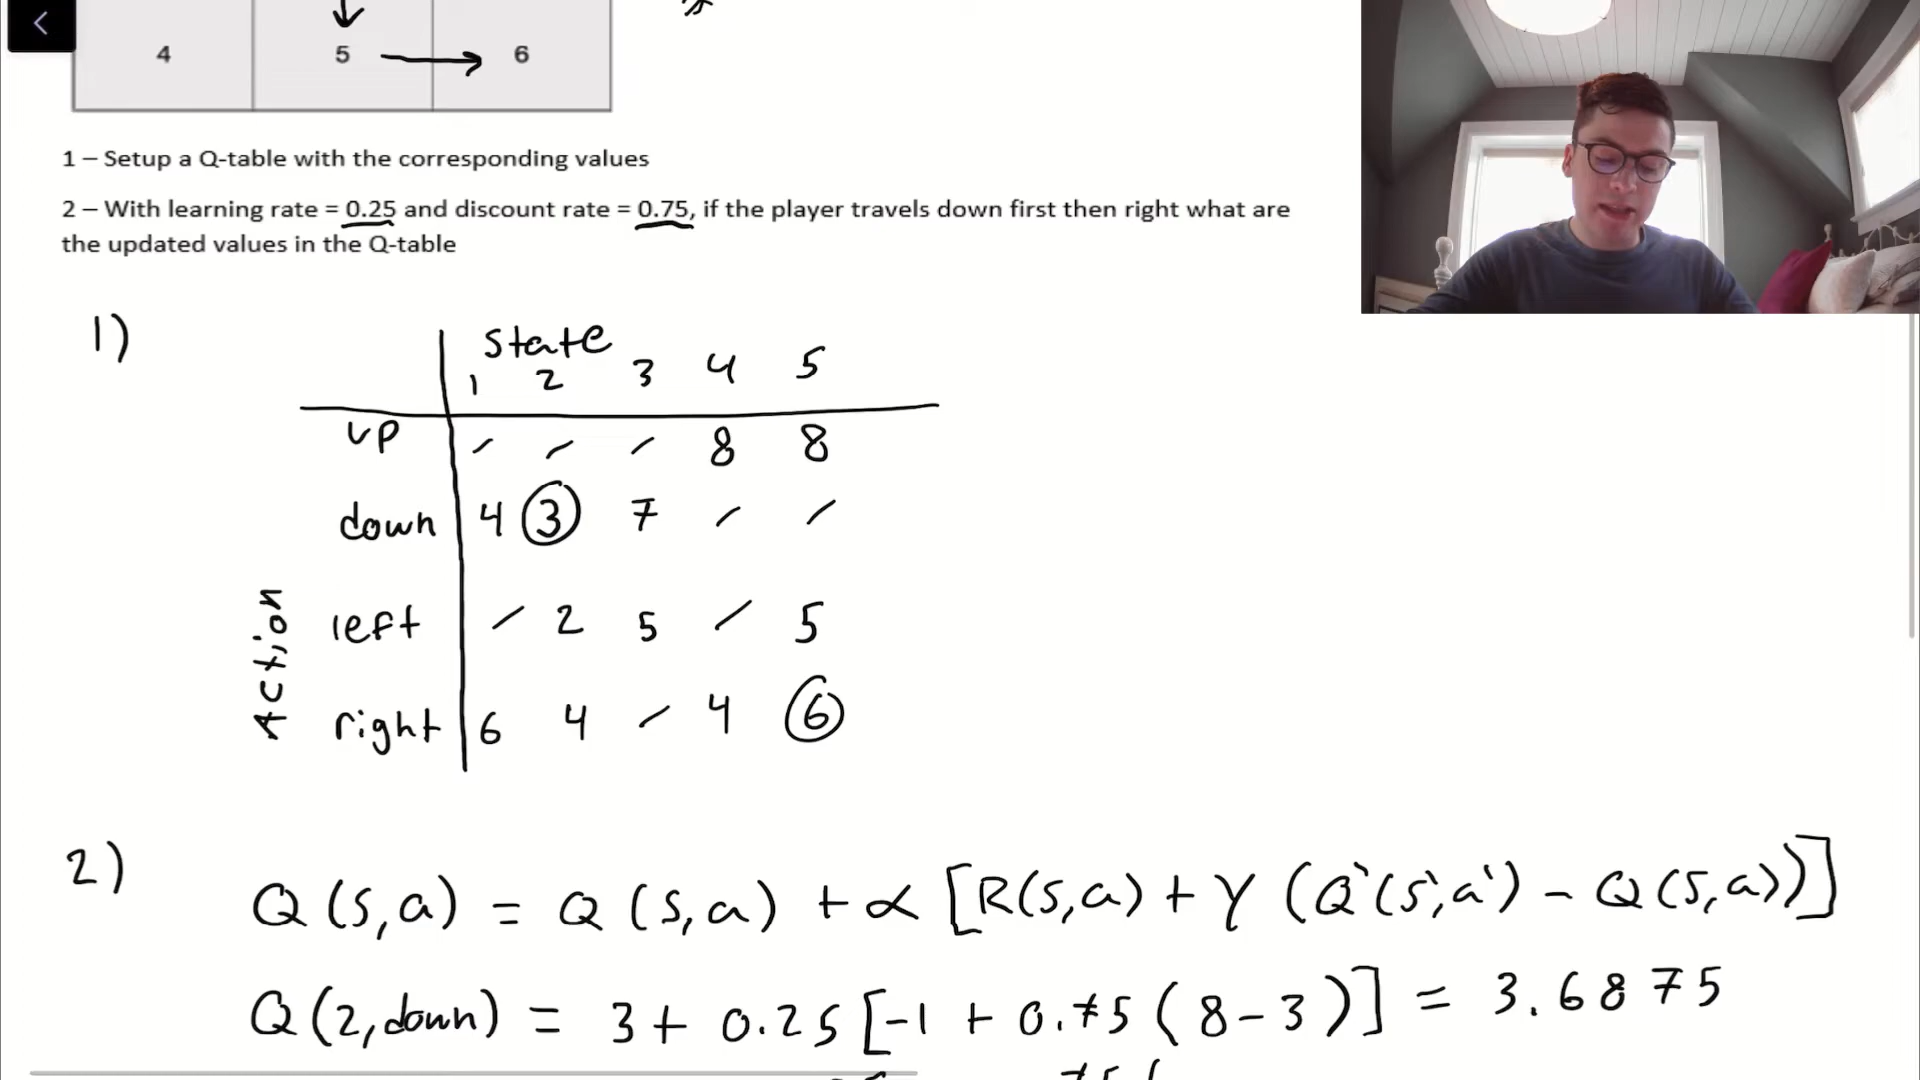 4 5 6
1 – Setup a Q-table with the corresponding values
2 – With learning rate = 0.25 and discount rate = 0.75, if the player travels down first then right what are
the updated values in the Q-table
1)
state
1 2 3 4 5
up / / / 8 8
down 4 3 7 / /
Action
left / 2 5 / 5
right 6 4 / 4 6
2)
Q (s,a) = Q (s,a) + α [R(s,a) + γ (Q'(s',a') - Q(s,a))]
Q (2,down) = 3 + 0.25 [-1 + 0.75 (8-3)] = 3.6875